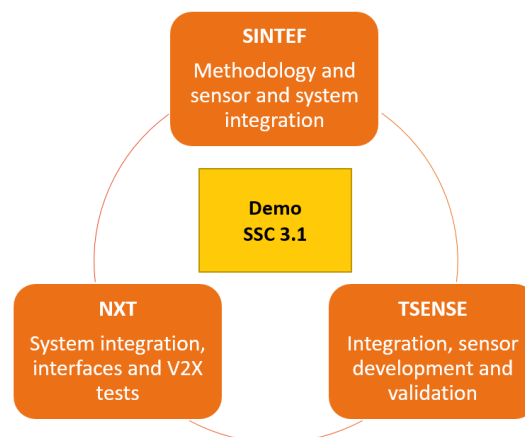 SINTEF
Methodology and
sensor and system
integration
Demo
SSC 3.1
NXT
System integration,
interfaces and V2X
tests
TSENSE
Integration, sensor
development and
validation